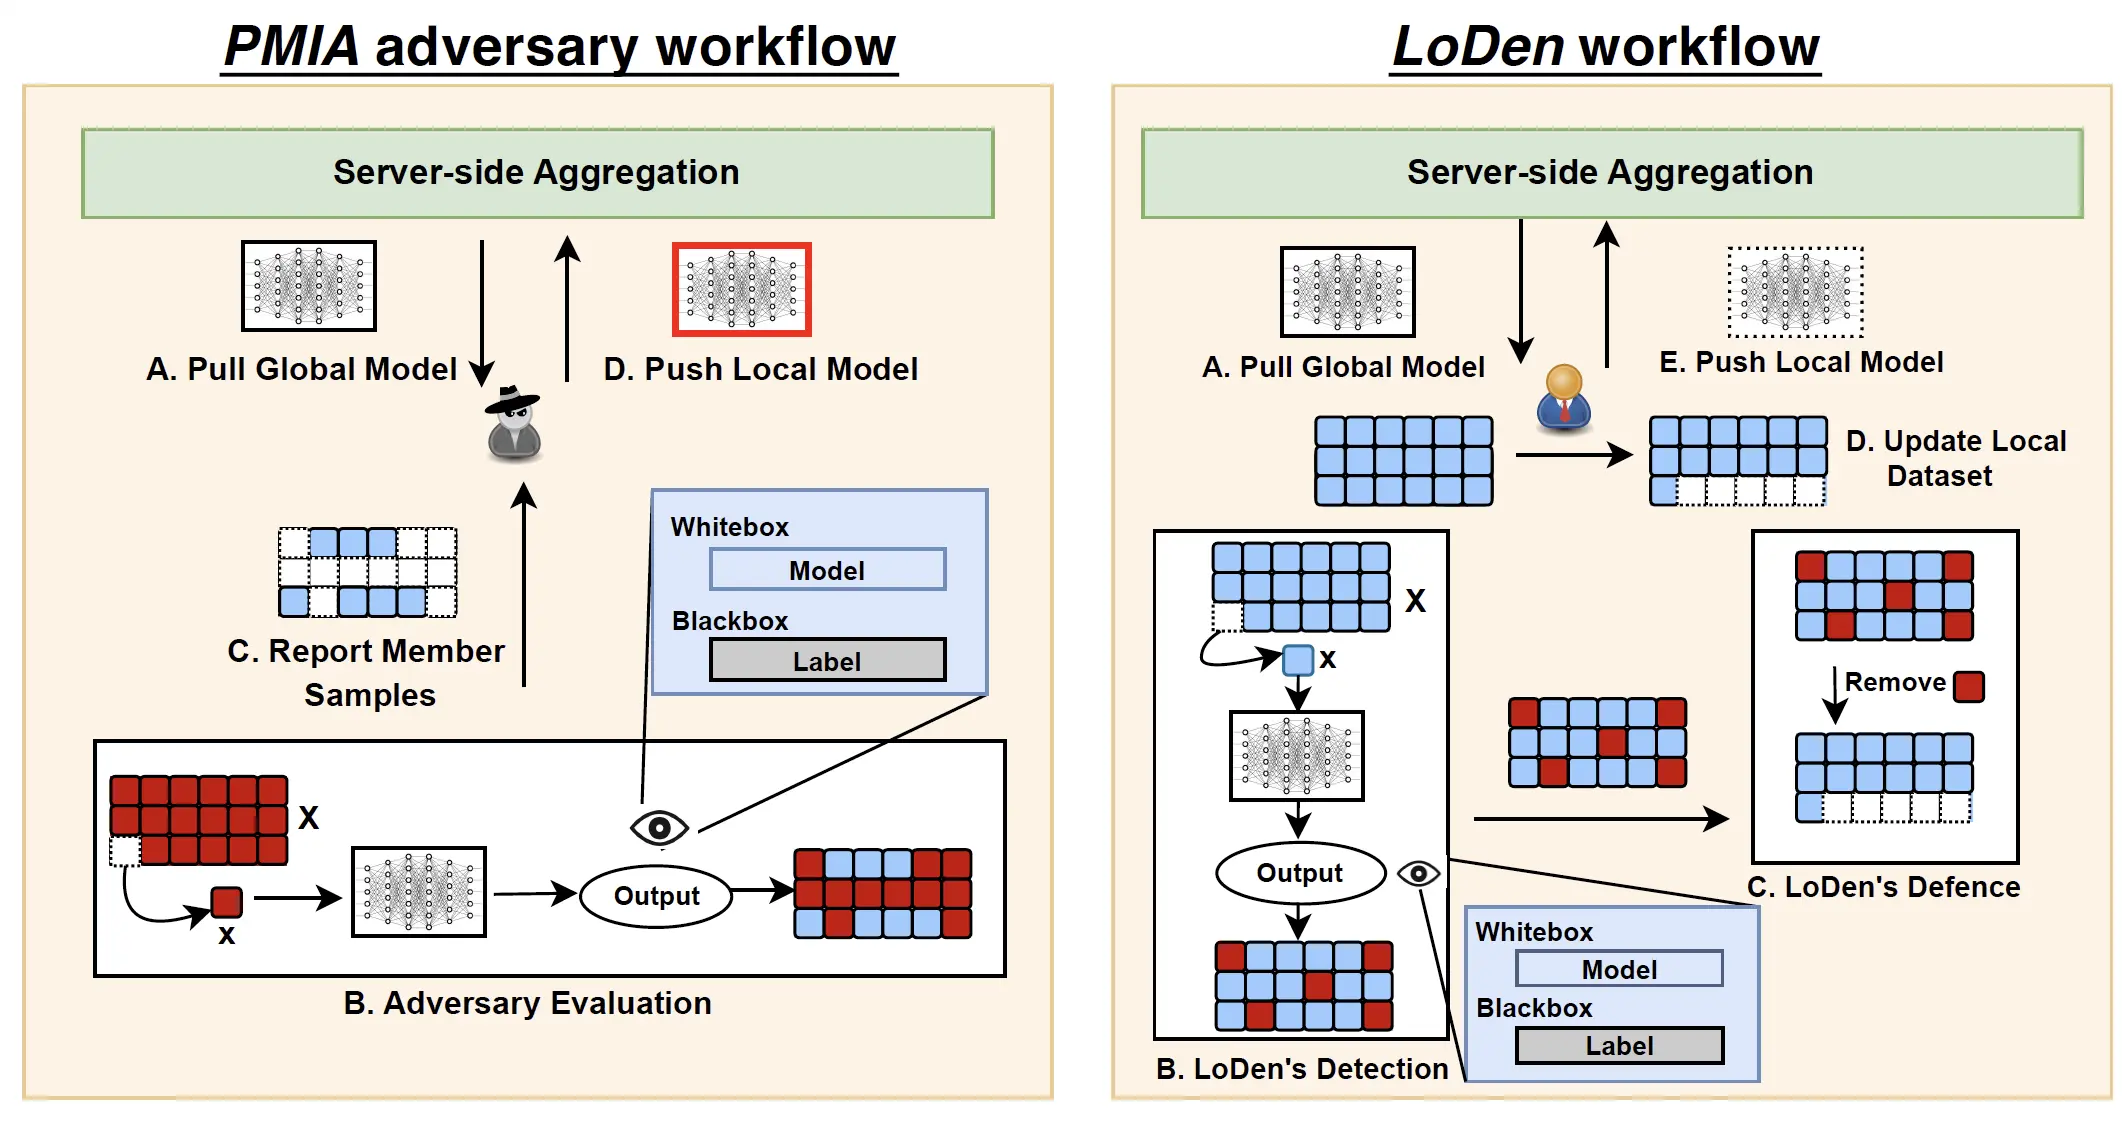 PMIA adversary workflow
Server-side Aggregation
A. Pull Global Model
D. Push Local Model
C. Report Member
Samples
Whitebox
Model
Blackbox
Label
X
x
Output
B. Adversary Evaluation
LoDen workflow
Server-side Aggregation
A. Pull Global Model
E. Push Local Model
D. Update Local
Dataset
X
x
Output
B. LoDen's Detection
Whitebox
Model
Blackbox
Label
Remove
C. LoDen's Defence